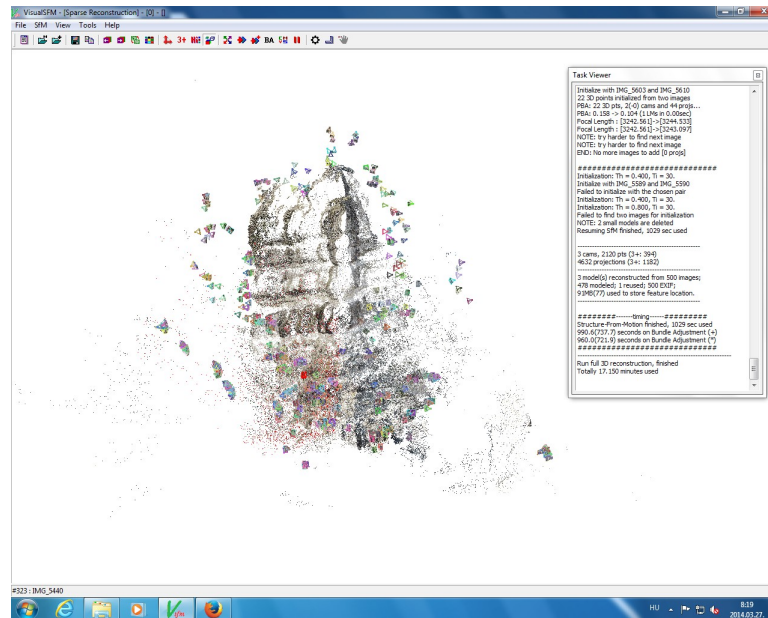 VisualSFM - [Sparse Reconstruction] - [0] - []
File SfM View Tools Help
3+ BA
Task Viewer
Initialize with IMG_5603 and IMG_5610
22 3D points initialized from two images
PBA: 22 3D pts, 2(-0) cams and 44 projs...
PBA: 0.158 -> 0.104 (1 LMs in 0.00sec)
Focal Length : [3242.561]->[3244.533]
Focal Length : [3242.561]->[3243.097]
NOTE: try harder to find next image
NOTE: try harder to find next image
END: No more images to add [0 projs]
############################
Initialization: Th = 0.400, Ti = 30.
Initialize with IMG_5589 and IMG_5590
Failed to initialize with the chosen pair
Initialization: Th = 0.400, Ti = 30.
Initialization: Th = 0.800, Ti = 30.
Failed to find two images for initialization
NOTE: 2 small models are deleted
Resuming SfM finished, 1029 sec used
----------------------------------------------------
3 cams, 2120 pts (3+: 394)
4632 projections (3+: 1182)
----------------------------------------------------
3 model(s) reconstructed from 500 images;
478 modeled; 1 reused; 500 EXIF;
91MB(77) used to store feature location.
----------------------------------------------------
########-------timing------#########
Structure-From-Motion finished, 1029 sec used
990.6(737.7) seconds on Bundle Adjustment (+)
960.0(721.9) seconds on Bundle Adjustment (*)
############################
----------------------------------------------------------------
Run full 3D reconstruction, finished
Totally 17.150 minutes used
#323 : IMG_5440
Vsfm
HU
8:19
2014.03.27.